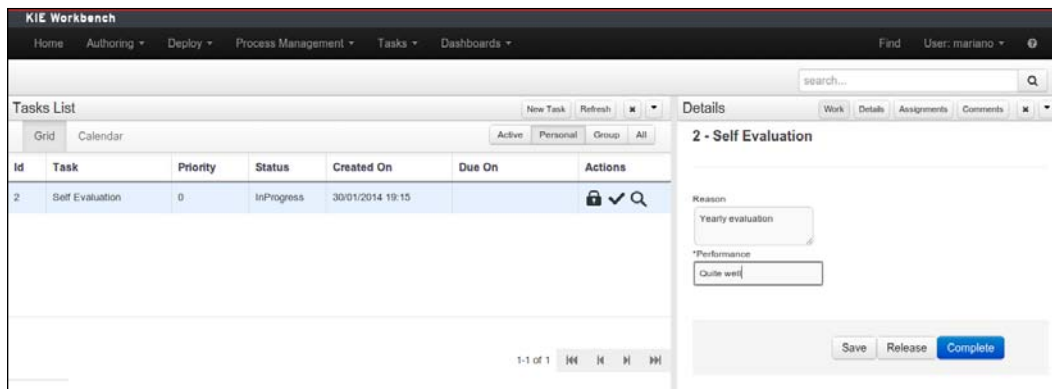 KIE Workbench
Home Authoring Deploy Process Management Tasks Dashboards Find User: mariano ?
search...
Tasks List New Task Refresh
Grid Calendar Active Personal Group All
Id Task Priority Status Created On Due On Actions
2 Self Evaluation 0 InProgress 30/01/2014 19:15
1-1 of 1
Details Work Details Assignments Comments
2 - Self Evaluation
Reason
Yearly evaluation
*Performance
Quite well
Save Release Complete